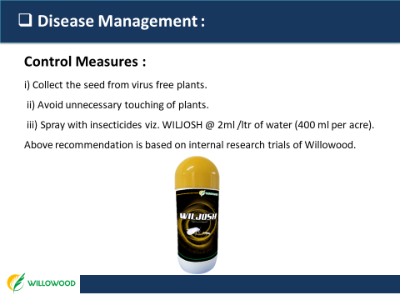 ❑ Disease Management :
Control Measures :
i) Collect the seed from virus free plants.
ii) Avoid unnecessary touching of plants.
iii) Spray with insecticides viz. WILJOSH @ 2ml /ltr of water (400 ml per acre).
Above recommendation is based on internal research trials of Willowood.
WILJOSH
WILLOWOOD